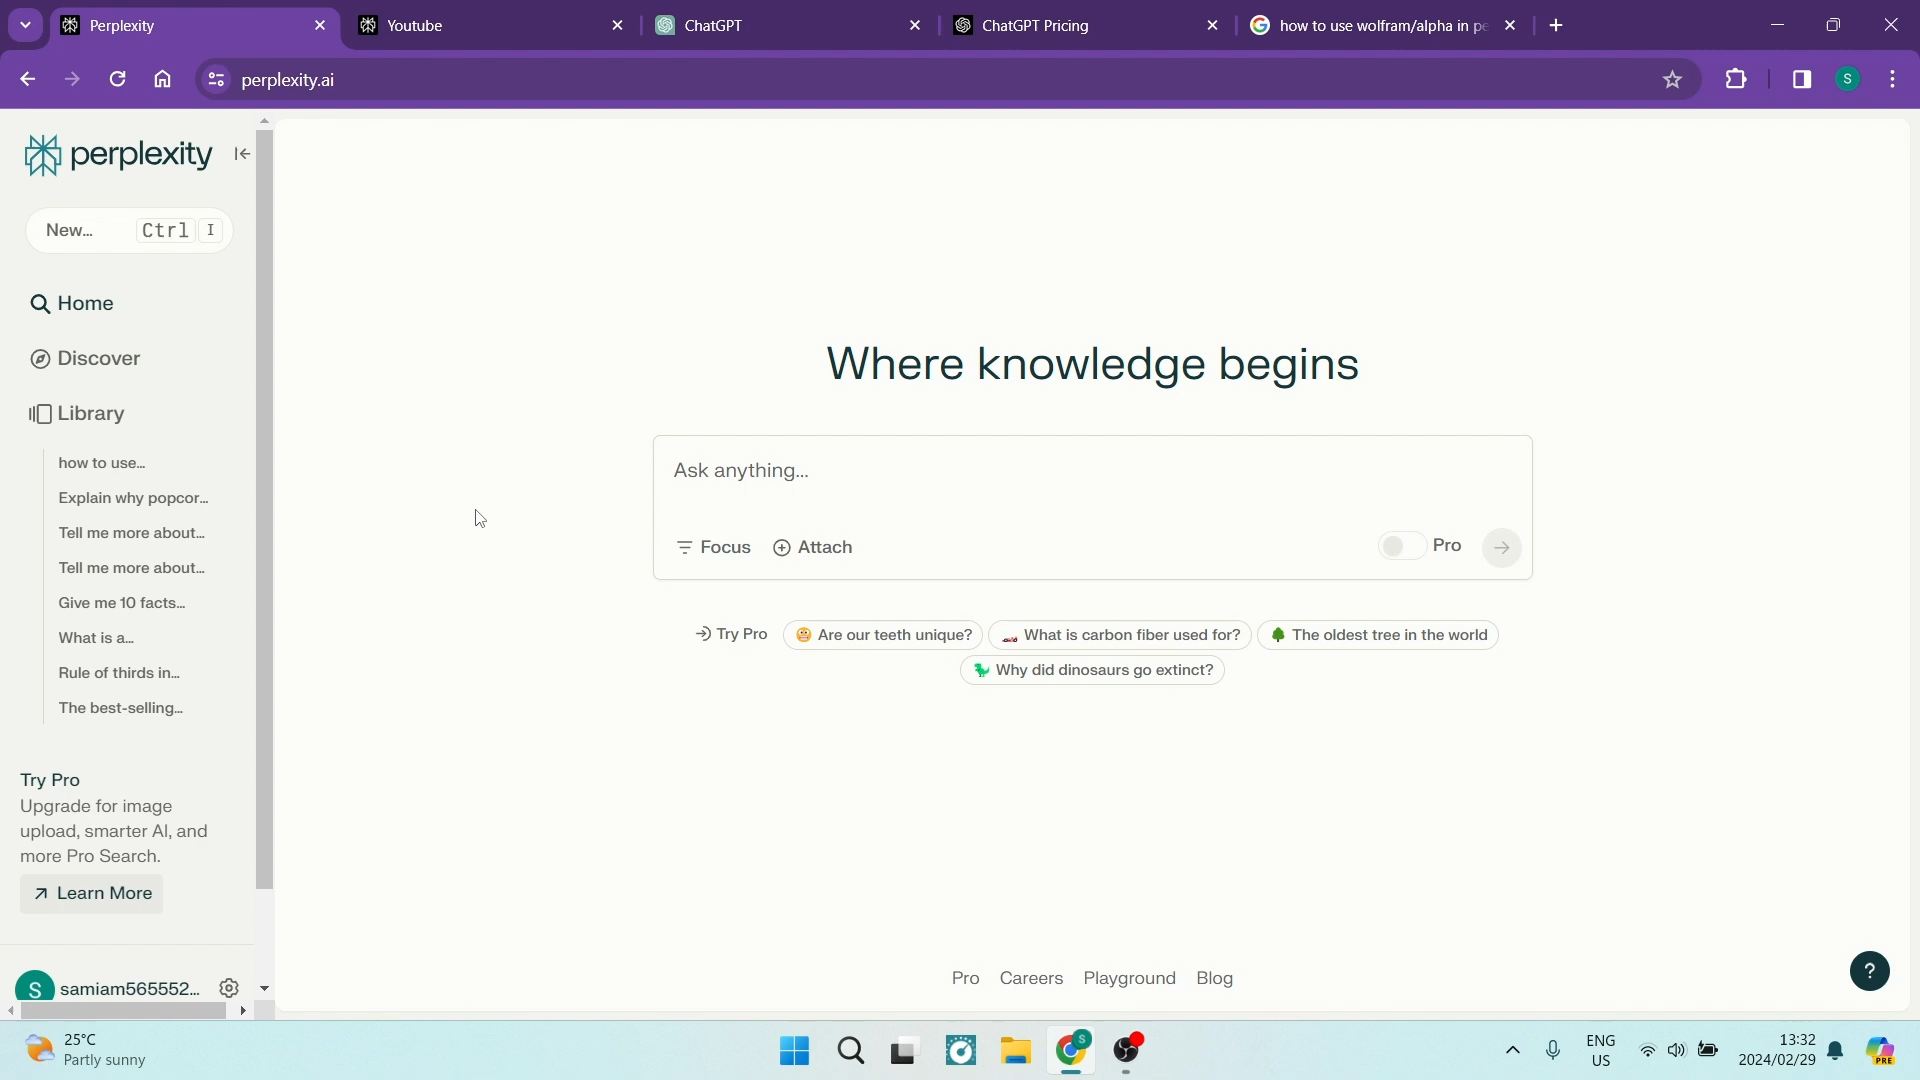 Perplexity
Youtube
ChatGPT
ChatGPT Pricing
how to use wolfram/alpha in pe
perplexity.ai
S
perplexity
New... Ctrl I
Home
Discover
Library
how to use...
Explain why popcor...
Tell me more about...
Tell me more about...
Give me 10 facts...
What is a...
Rule of thirds in...
The best-selling...
Try Pro
Upgrade for image
upload, smarter AI, and
more Pro Search.
Learn More
S samiam565552...
Where knowledge begins
Ask anything...
Focus Attach Pro
Try Pro Are our teeth unique? What is carbon fiber used for? The oldest tree in the world
Why did dinosaurs go extinct?
Pro Careers Playground Blog
?
25°C
Partly sunny
S
ENG
US
13:32
2024/02/29
PRE